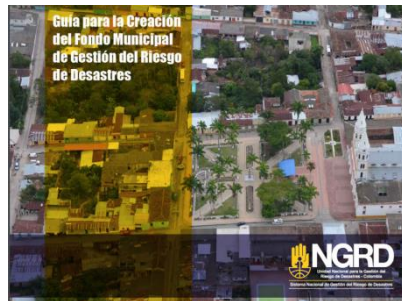 Guía para la Creación
del Fondo Municipal
de Gestión del Riesgo
de Desastres
NGRD
Unidad Nacional para la Gestión del
Riesgo de Desastres - Colombia
Sistema Nacional de Gestión del Riesgo de Desastres